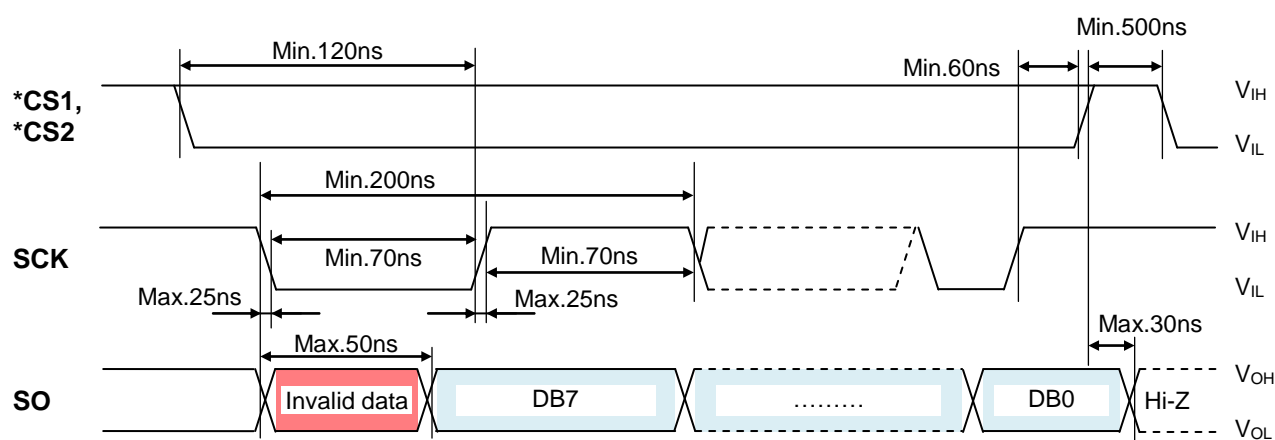 Min.500ns
Min.120ns
Min.60ns
*CS1,
*CS2
VIH
VIL
Min.200ns
SCK
Min.70ns
Min.70ns
VIH
VIL
Max.25ns
Max.25ns
Max.30ns
Max.50ns
SO
Invalid data
DB7
.........
DB0
Hi-Z
VOH
VOL